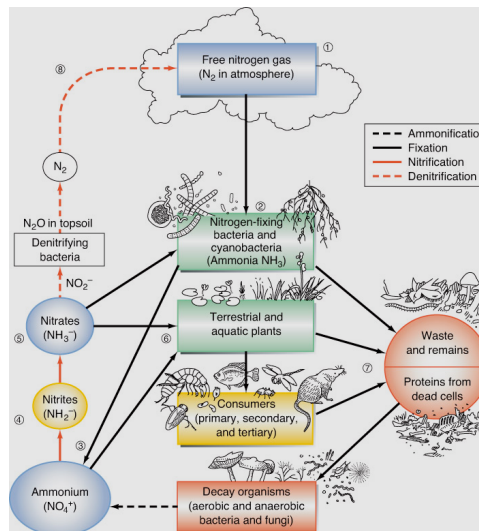 ①
Free nitrogen gas
(N₂ in atmosphere)
⑧
Ammonification
Fixation
Nitrification
Denitrification
N₂
②
Nitrogen-fixing
bacteria and
cyanobacteria
(Ammonia NH₃)
N₂O in topsoil
Denitrifying
bacteria
NO₂⁻
Nitrates
(NH₃⁻)
⑤
Terrestrial and
aquatic plants
⑥
Waste
and remains
Proteins from
dead cells
⑦
Nitrites
(NH₂⁻)
④
Consumers
(primary, secondary,
and tertiary)
③
Ammonium
(NO₄⁺)
Decay organisms
(aerobic and anaerobic
bacteria and fungi)